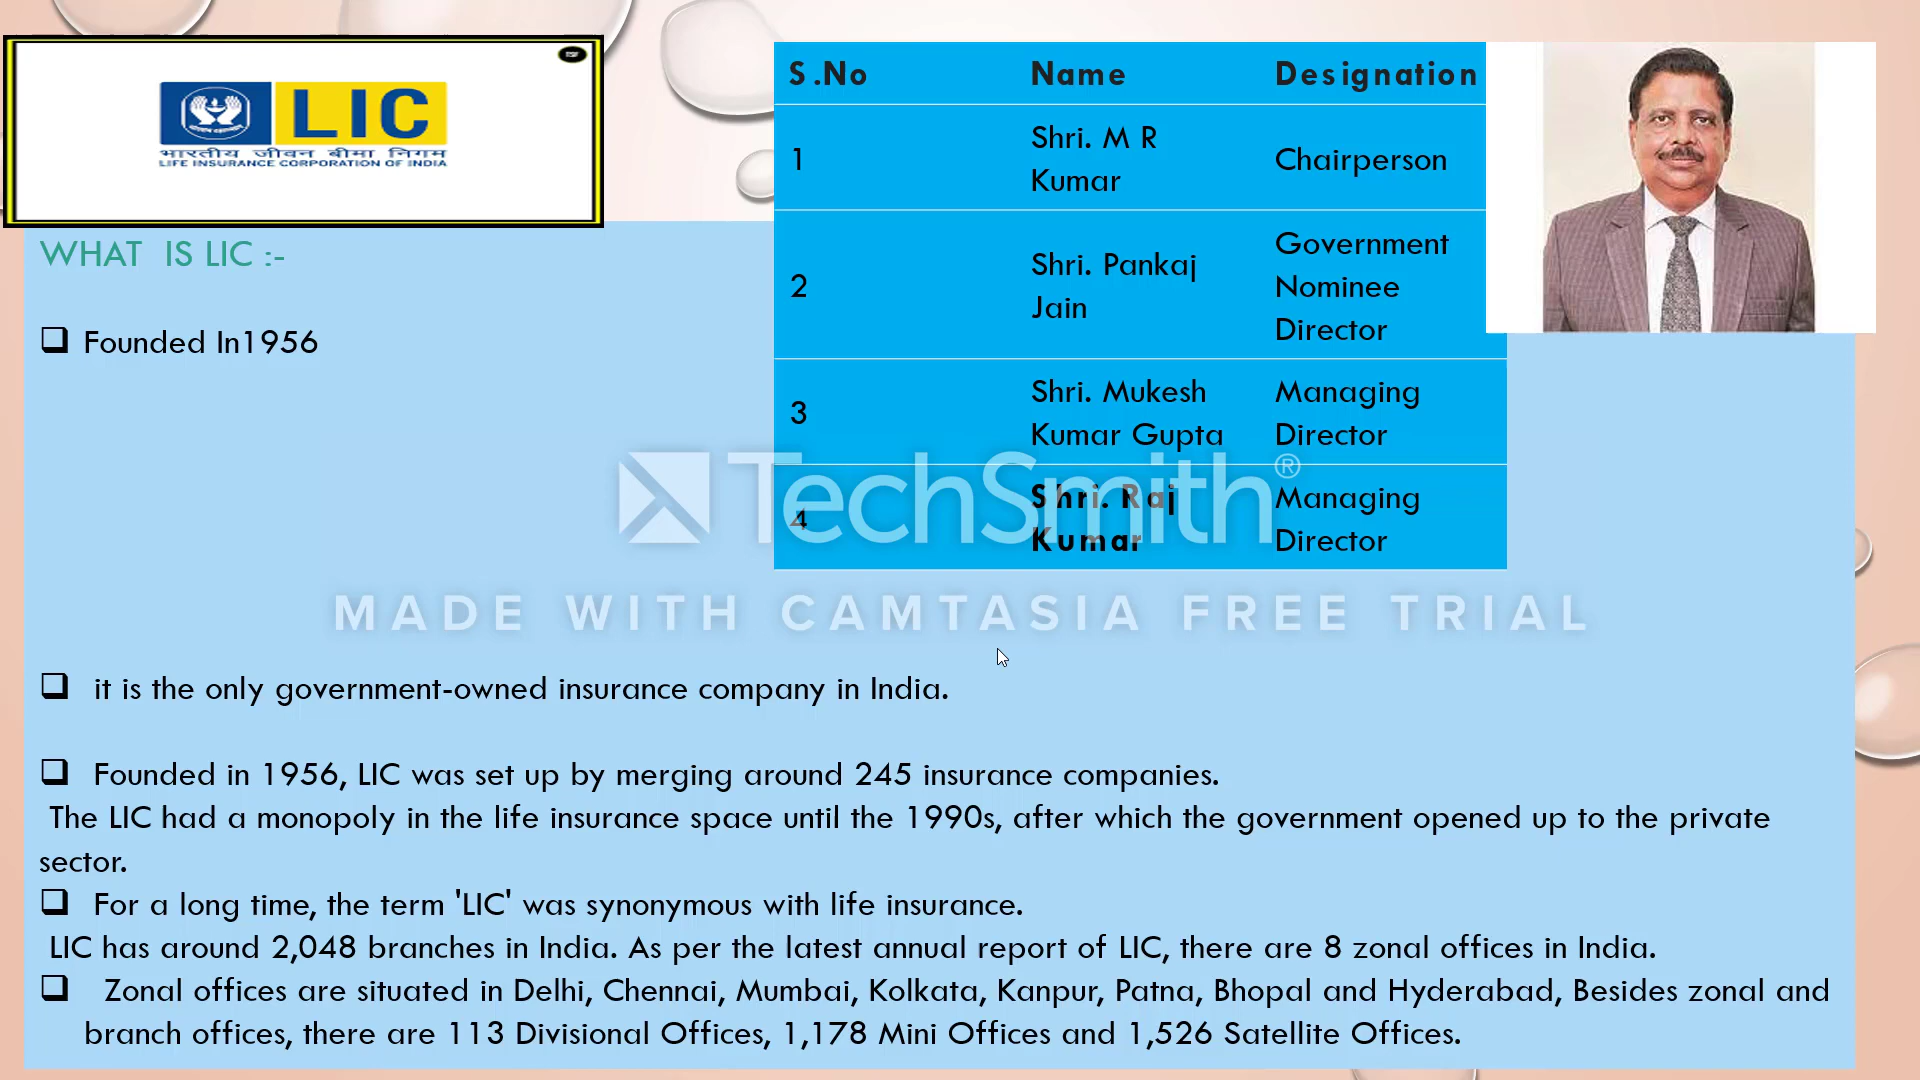 LIC
भारतीय जीवन बीमा निगम
LIFE INSURANCE CORPORATION OF INDIA
S.No Name Designation
1 Shri. M R Kumar Chairperson
2 Shri. Pankaj Jain Government Nominee Director
3 Shri. Mukesh Kumar Gupta Managing Director
4 Shri. Raj Kumar Managing Director
WHAT IS LIC :-
Founded In1956
TechSmith®
MADE WITH CAMTASIA FREE TRIAL
it is the only government-owned insurance company in India.
Founded in 1956, LIC was set up by merging around 245 insurance companies.
The LIC had a monopoly in the life insurance space until the 1990s, after which the government opened up to the private
sector.
For a long time, the term 'LIC' was synonymous with life insurance.
LIC has around 2,048 branches in India. As per the latest annual report of LIC, there are 8 zonal offices in India.
Zonal offices are situated in Delhi, Chennai, Mumbai, Kolkata, Kanpur, Patna, Bhopal and Hyderabad, Besides zonal and
branch offices, there are 113 Divisional Offices, 1,178 Mini Offices and 1,526 Satellite Offices.